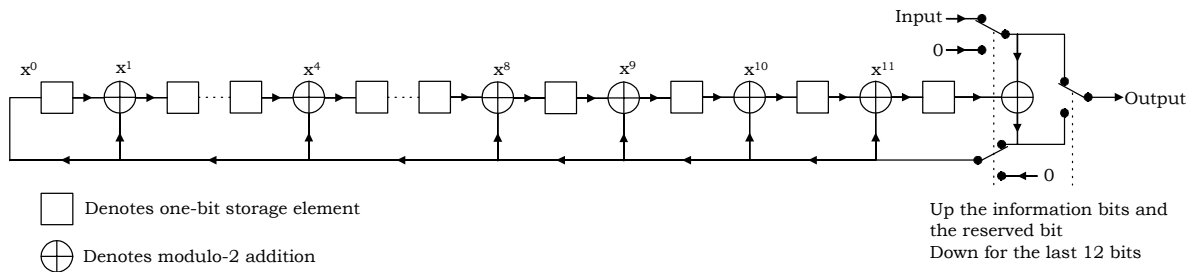 Input
0
x⁰ x¹ x⁴ x⁸ x⁹ x¹⁰ x¹¹
Output
0
Denotes one-bit storage element
Denotes modulo-2 addition
Up the information bits and
the reserved bit
Down for the last 12 bits